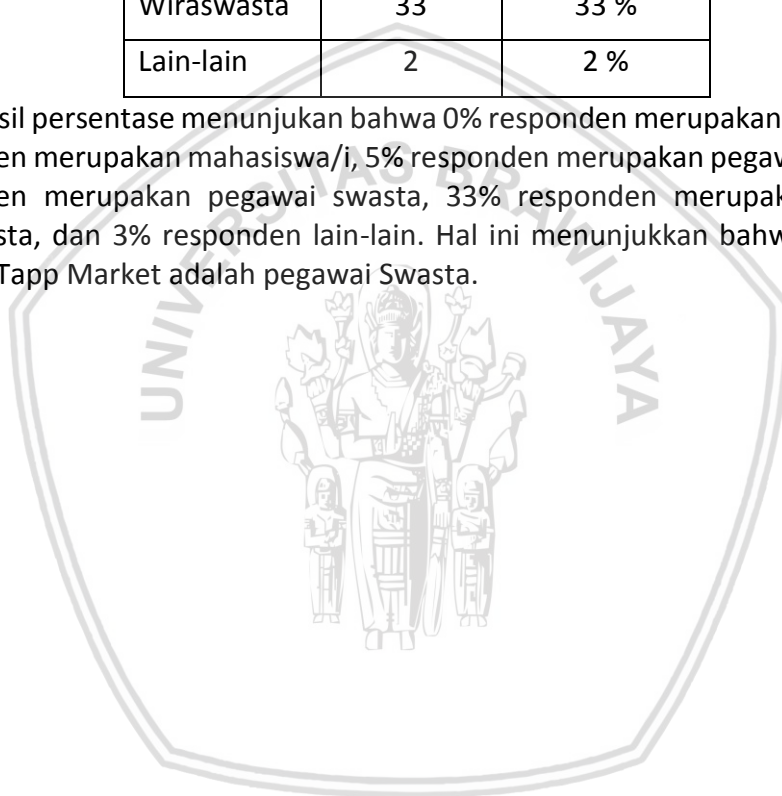 Wiraswasta 33 33 %
Lain-lain 2 2 %
sil persentase menunjukan bahwa 0% responden merupakan
en merupakan mahasiswa/i, 5% responden merupakan pegaw
en merupakan pegawai swasta, 33% responden merupak
sta, dan 3% responden lain-lain. Hal ini menunjukkan bahw
Tapp Market adalah pegawai Swasta.
UNIVERSITAS BRAWIJAYA